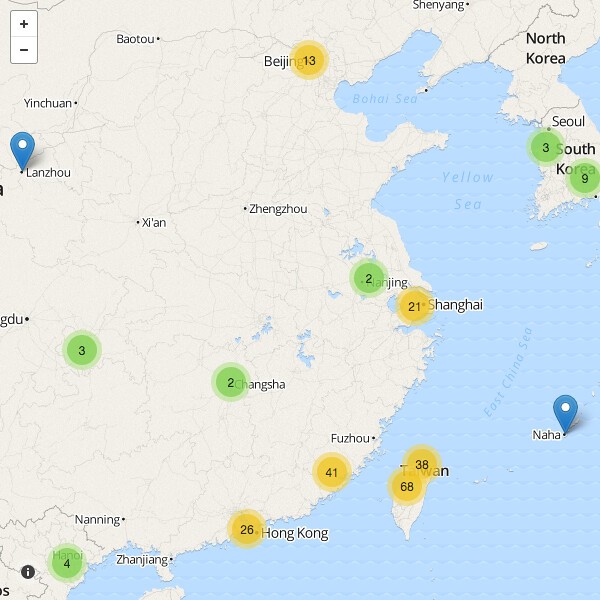 Shenyang
+
−
Baotou
North
Korea
Beijing
13
Bohai Sea
Yinchuan
Seoul
3
South
Korea
9
Lanzhou
a
Yellow
Sea
Zhengzhou
Xi'an
2
Nanjing
21
Shanghai
gdu
3
East China Sea
2
Changsha
Naha
Fuzhou
38
Taiwan
41
68
26
Hong Kong
Nanning
Hanoi
4
Zhanjiang
i
os